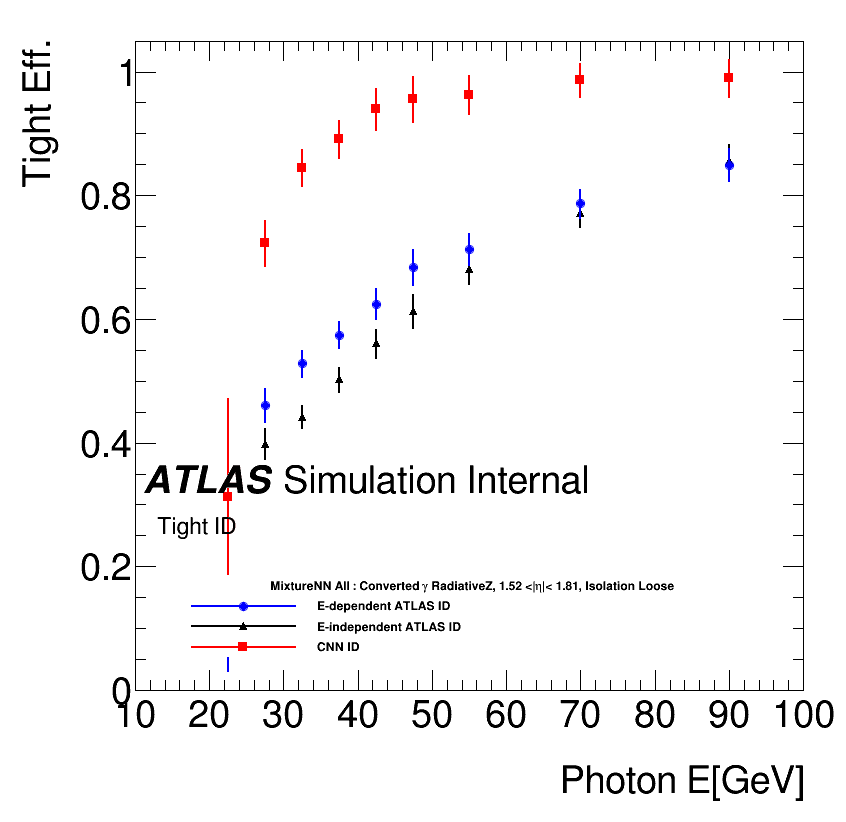 Tight Eff.
1
0.8
0.6
0.4
ATLAS Simulation Internal
Tight ID
0.2
MixtureNN All : Converted γ RadiativeZ, 1.52 <|η|< 1.81, Isolation Loose
E-dependent ATLAS ID
E-independent ATLAS ID
CNN ID
0
10 20 30 40 50 60 70 80 90 100
Photon E[GeV]